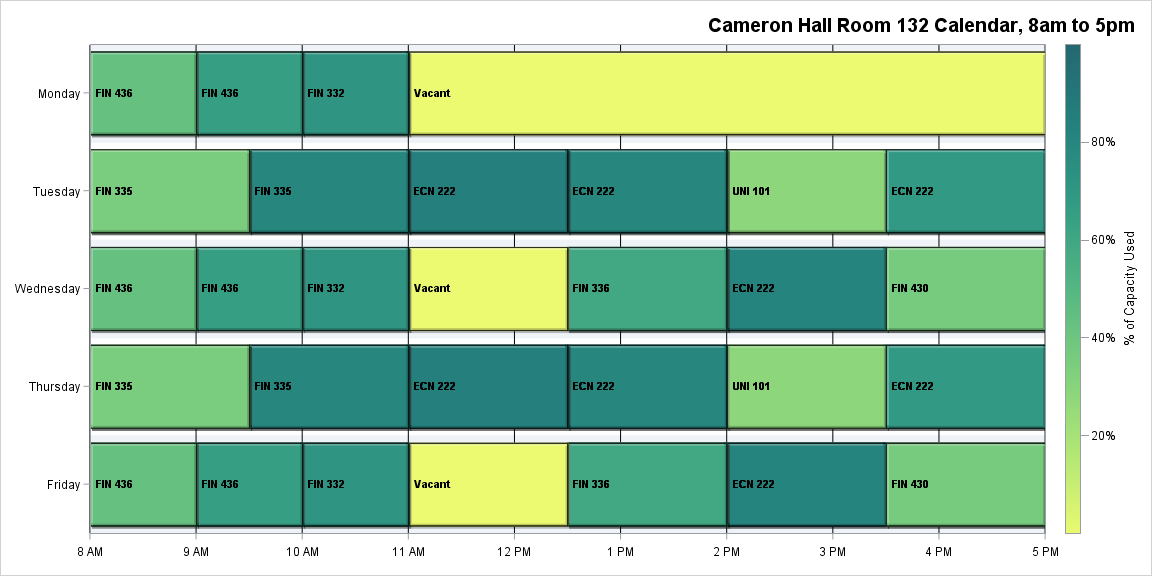 Cameron Hall Room 132 Calendar, 8am to 5pm
Monday
FIN 436
FIN 436
FIN 332
Vacant
Tuesday
FIN 335
FIN 335
ECN 222
ECN 222
UNI 101
ECN 222
Wednesday
FIN 436
FIN 436
FIN 332
Vacant
FIN 336
ECN 222
FIN 430
Thursday
FIN 335
FIN 335
ECN 222
ECN 222
UNI 101
ECN 222
Friday
FIN 436
FIN 436
FIN 332
Vacant
FIN 336
ECN 222
FIN 430
8 AM
9 AM
10 AM
11 AM
12 PM
1 PM
2 PM
3 PM
4 PM
5 PM
80%
60%
40%
20%
% of Capacity Used